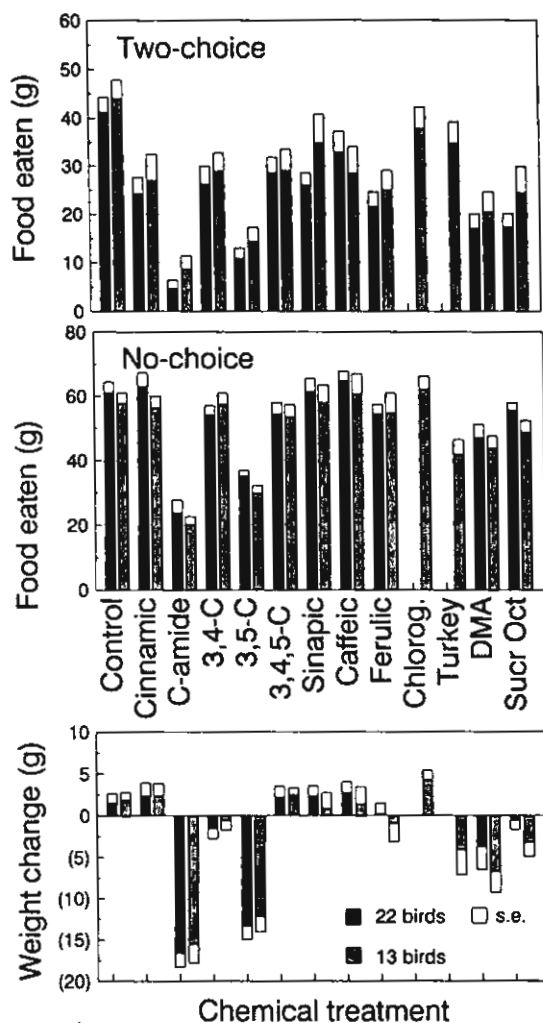 60
Two-choice
50
40
30
20
10
0
Food eaten (g)
80
No-choice
60
40
20
0
Food eaten (g)
Control
Cinnamic
C-amide
3,4-C
3,5-C
3,4,5-C
Sinapic
Caffeic
Ferulic
Chlorog.
Turkey
DMA
Sucr Oct
10
5
0
(5)
(10)
(15)
(20)
Weight change (g)
22 birds s.e.
13 birds
Chemical treatment